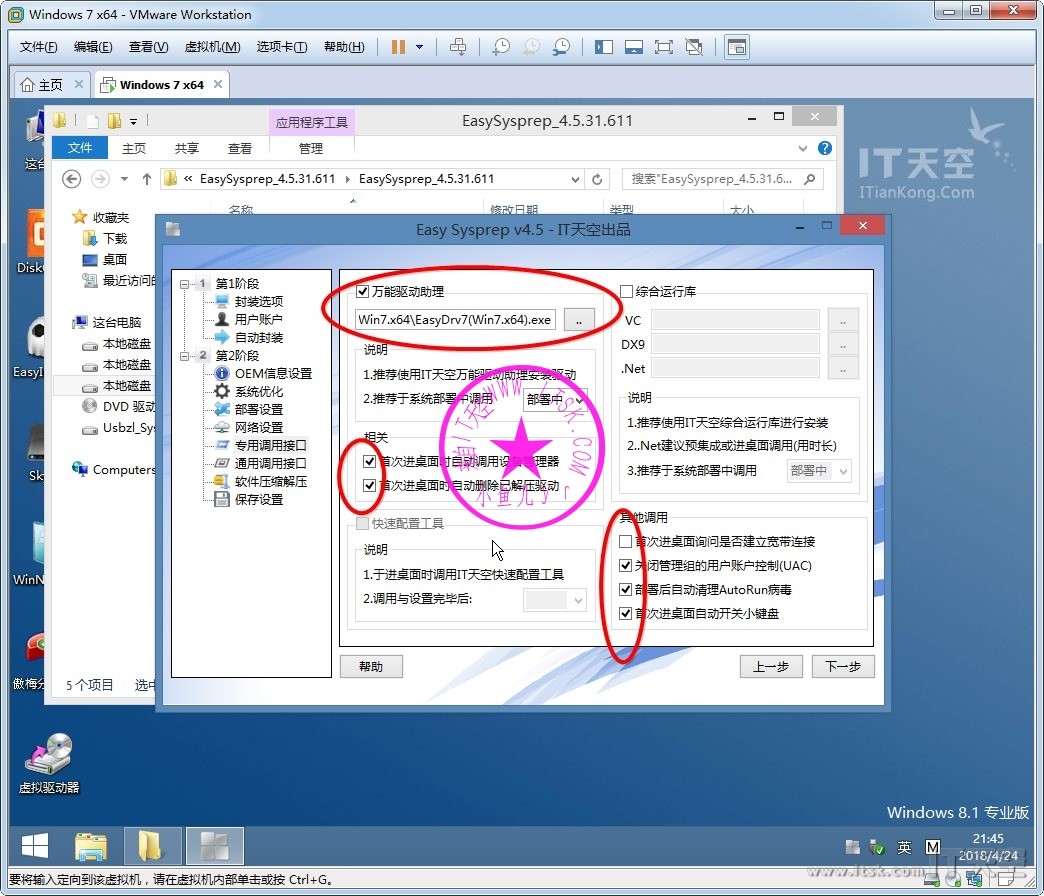 Windows 7 x64 - VMware Workstation
文件(F) 编辑(E) 查看(V) 虚拟机(M) 选项卡(T) 帮助(H)
主页 Windows 7 x64
应用程序工具 EasySysprep_4.5.31.611
文件 主页 共享 查看 管理
« EasySysprep_4.5.31.611 EasySysprep_4.5.31.611 搜索"EasySysprep_4.5.31.6...
IT天空
ITianKong.Com
名称 修改日期 类型 大小
收藏夹
下载
桌面
最近访问的
这台电脑
本地磁盘
本地磁盘
本地磁盘
DVD 驱动
Usbzl_Sys
Computers
5 个项目 选中
Disk
EasyI
Sk
WinN
傲梅分
虚拟驱动器
Easy Sysprep v4.5 - IT天空出品
1 第1阶段
封装选项
用户账户
自动封装
2 第2阶段
OEM信息设置
系统优化
部署设置
网络设置
专用调用接口
通用调用接口
软件压缩解压
保存设置
万能驱动助理
Win7.x64\EasyDrv7(Win7.x64).exe ..
说明
1.推荐使用IT天空万能驱动助理安装驱动
2.推荐于系统部署中调用 部署中
相关
首次进桌面时自动调用设备管理器
首次进桌面时自动删除已解压驱动
快速配置工具
说明
1.于进桌面时调用IT天空快速配置工具
2.调用与设置完毕后:
综合运行库
VC ..
DX9 ..
.Net ..
说明
1.推荐使用IT天空综合运行库进行安装
2..Net建议预集成或进桌面调用(用时长)
3.推荐于系统部署中调用 部署中
其他调用
首次进桌面询问是否建立宽带连接
关闭管理组的用户账户控制(UAC)
部署后自动清理AutoRun病毒
首次进桌面自动开关小键盘
帮助 上一步 下一步
IT天空WWW.ITSK.COM
小鱼儿yr
Windows 8.1 专业版
英 M 21:45
2018/4/24
www.itsk.com IT天空
要将输入定向到该虚拟机，请在虚拟机内部单击或按 Ctrl+G。